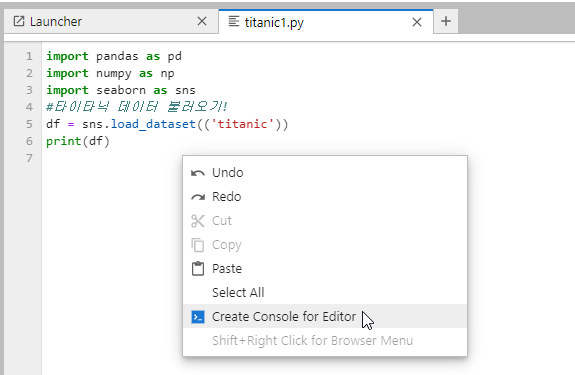 Launcher
titanic1.py
1 import pandas as pd
2 import numpy as np
3 import seaborn as sns
4 #타이타닉 데이터 불러오기!
5 df = sns.load_dataset(('titanic'))
6 print(df)
7
Undo
Redo
Cut
Copy
Paste
Select All
Create Console for Editor
Shift+Right Click for Browser Menu